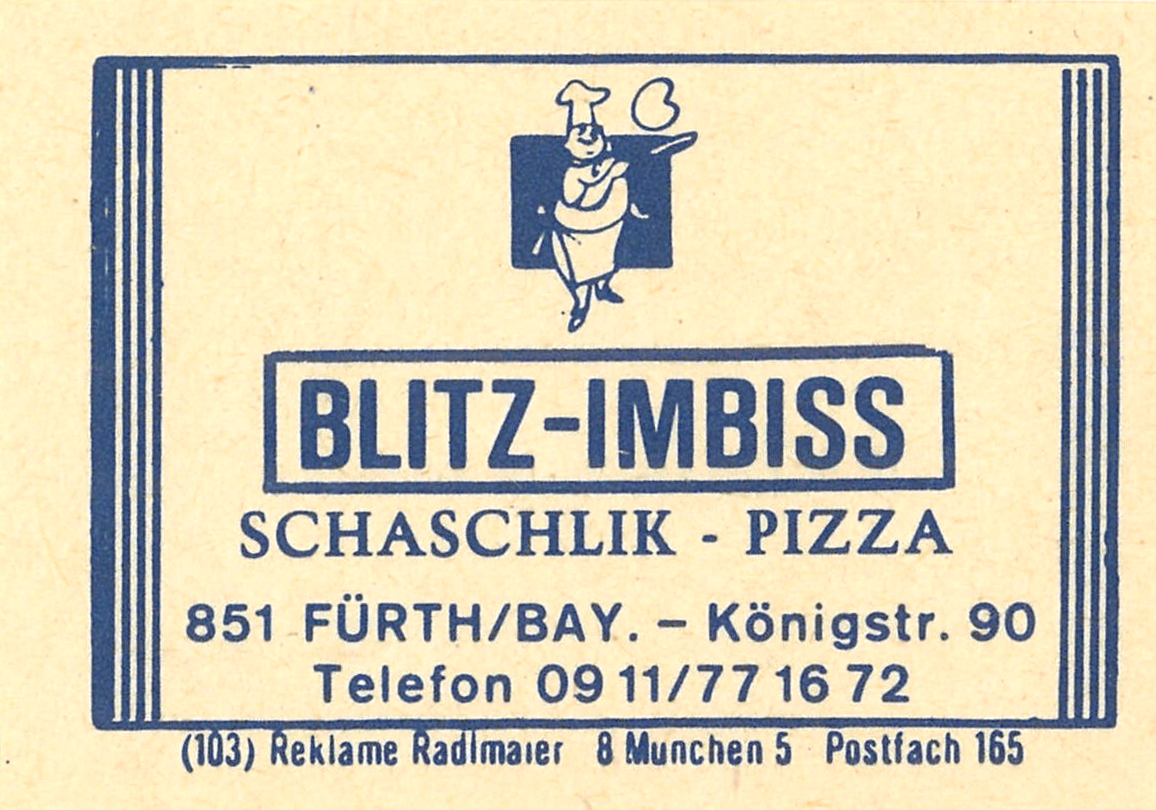 BLITZ-IMBISS
SCHASCHLIK - PIZZA
851 FÜRTH/BAY. – Königstr. 90
Telefon 09 11/77 16 72
(103) Reklame Radlmaier 8 Munchen 5 Postfach 165